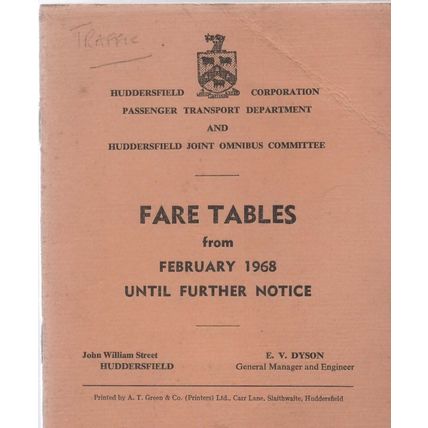 TRAFFIC
HUDDERSFIELD CORPORATION
PASSENGER TRANSPORT DEPARTMENT
AND
HUDDERSFIELD JOINT OMNIBUS COMMITTEE
FARE TABLES
from
FEBRUARY 1968
UNTIL FURTHER NOTICE
John William Street E. V. DYSON
HUDDERSFIELD General Manager and Engineer
Printed by A. T. Green & Co. (Printers) Ltd., Carr Lane, Slaithwaite, Huddersfield